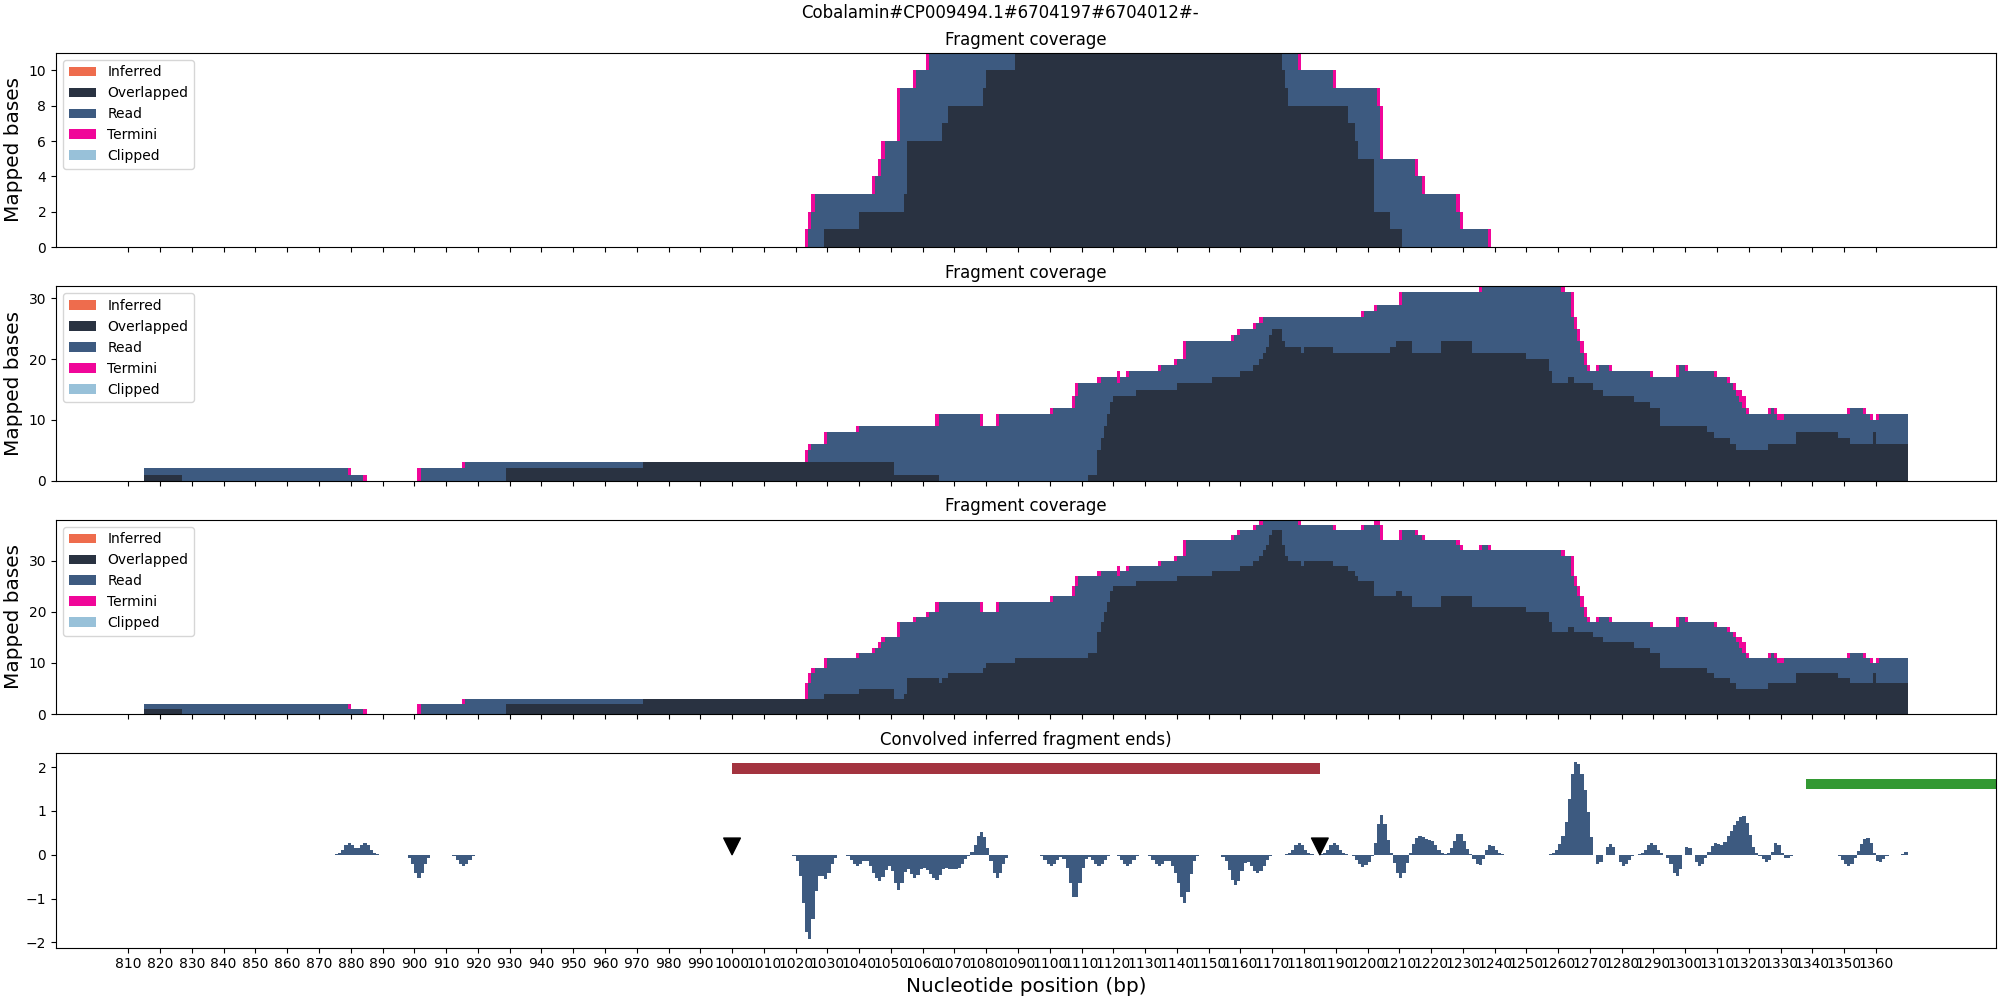 Cobalamin#CP009494.1#6704197#6704012#-
Fragment coverage
Mapped bases
10
8
6
4
2
0
Inferred
Overlapped
Read
Termini
Clipped
Fragment coverage
Mapped bases
30
20
10
0
Inferred
Overlapped
Read
Termini
Clipped
Fragment coverage
Mapped bases
30
20
10
0
Inferred
Overlapped
Read
Termini
Clipped
Convolved inferred fragment ends)
2
1
0
−1
−2
810 820 830 840 850 860 870 880 890 900 910 920 930 940 950 960 970 980 990 1000 1010 1020 1030 1040 1050 1060 1070 1080 1090 1100 1110 1120 1130 1140 1150 1160 1170 1180 1190 1200 1210 1220 1230 1240 1250 1260 1270 1280 1290 1300 1310 1320 1330 1340 1350 1360
Nucleotide position (bp)